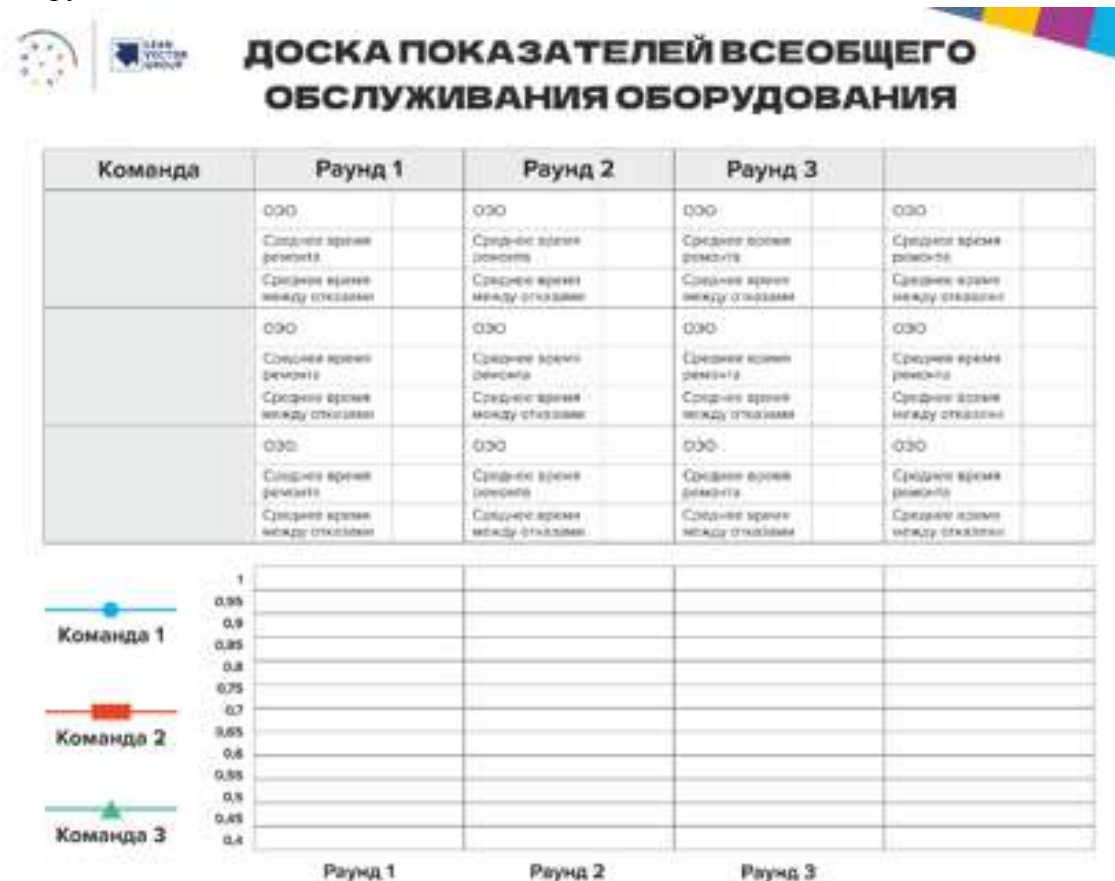 LEAN
VECTOR
GROUP
ДОСКА ПОКАЗАТЕЛЕЙ ВСЕОБЩЕГО
ОБСЛУЖИВАНИЯ ОБОРУДОВАНИЯ
Команда Раунд 1 Раунд 2 Раунд 3
ОЭО ОЭО ОЭО ОЭО
Среднее время Среднее время Среднее время Среднее время
ремонта ремонта ремонта ремонта
Среднее время Среднее время Среднее время Среднее время
между отказами между отказами между отказами между отказами
ОЭО ОЭО ОЭО ОЭО
Среднее время Среднее время Среднее время Среднее время
ремонта ремонта ремонта ремонта
Среднее время Среднее время Среднее время Среднее время
между отказами между отказами между отказами между отказами
ОЭО ОЭО ОЭО ОЭО
Среднее время Среднее время Среднее время Среднее время
ремонта ремонта ремонта ремонта
Среднее время Среднее время Среднее время Среднее время
между отказами между отказами между отказами между отказами
1
0,95
0,9
Команда 1
0,85
0,8
0,75
0,7
0,65
Команда 2
0,6
0,55
0,5
0,45
Команда 3
0,4
Раунд 1 Раунд 2 Раунд 3